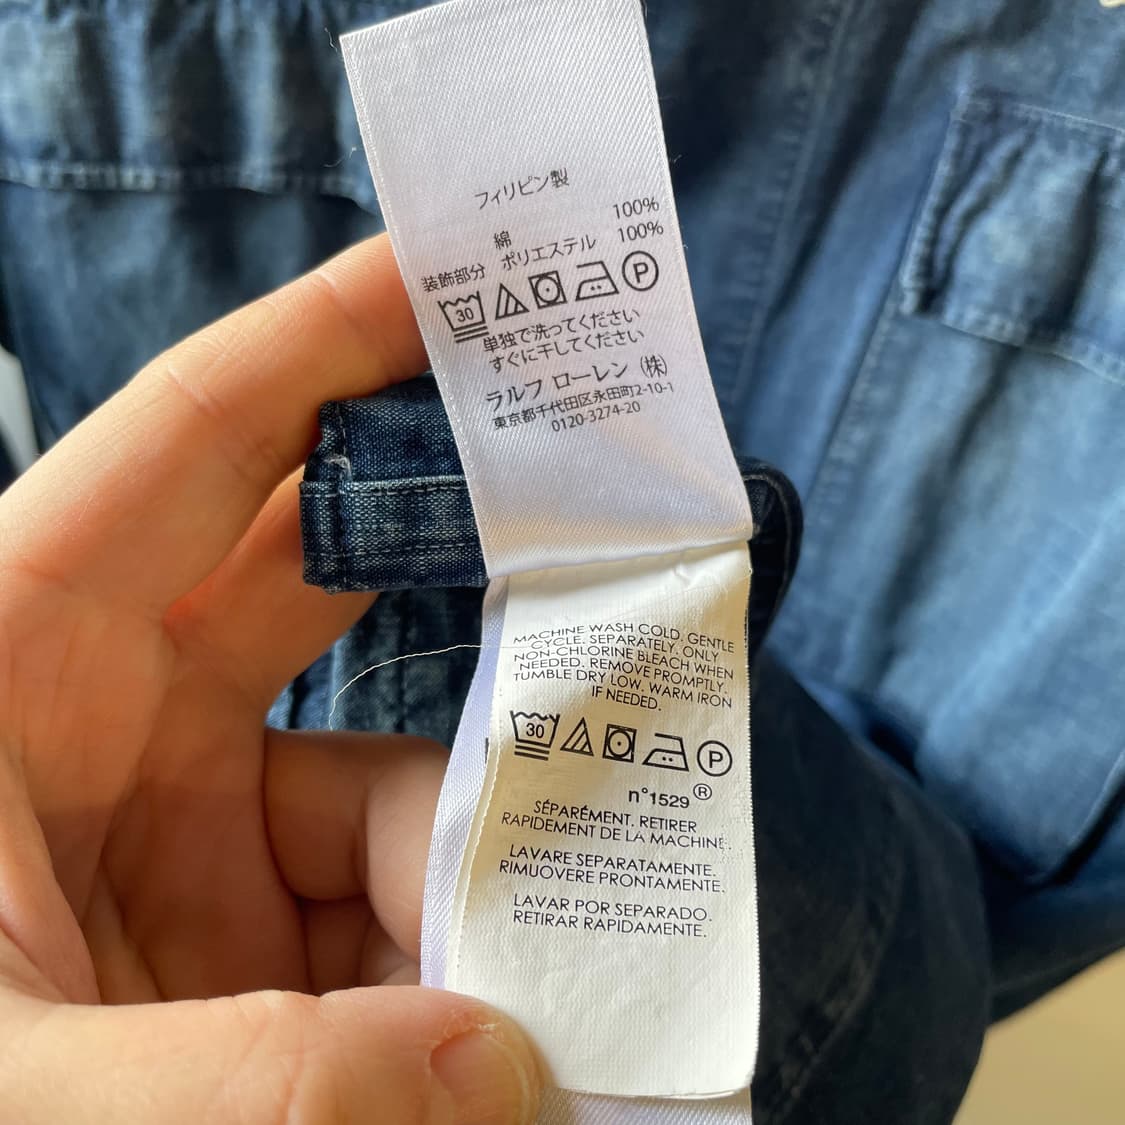 フィリピン製
綿 100%
装飾部分 ポリエステル 100%
30 P
単独で洗ってください
すぐに干してください
ラルフ ローレン (株)
東京都千代田区永田町2-10-1
0120-3274-20
MACHINE WASH COLD. GENTLE
CYCLE. SEPARATELY. ONLY
NON-CHLORINE BLEACH WHEN
NEEDED. REMOVE PROMPTLY.
TUMBLE DRY LOW. WARM IRON
IF NEEDED.
30 P
n°1529®
SÉPARÉMENT. RETIRER
RAPIDEMENT DE LA MACHINE.
LAVARE SEPARATAMENTE.
RIMUOVERE PRONTAMENTE.
LAVAR POR SEPARADO.
RETIRAR RAPIDAMENTE.